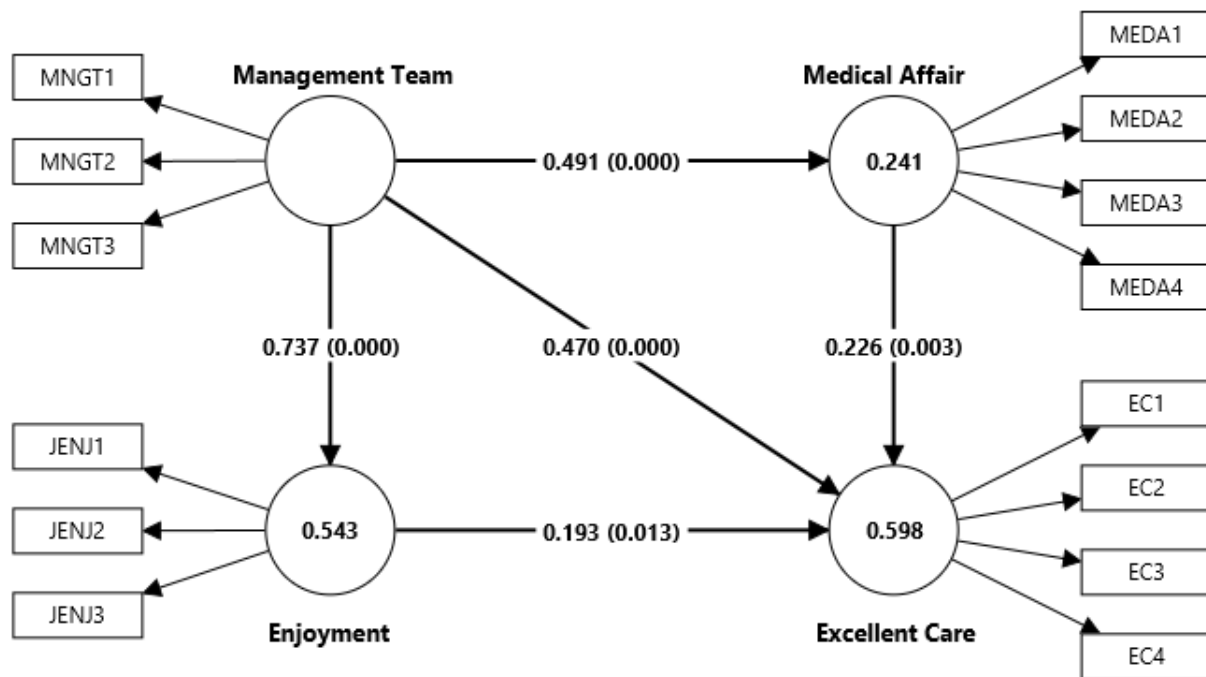 MEDA1
MNGT1
Management Team
Medical Affair
MEDA2
MNGT2
0.491 (0.000)
0.241
MEDA3
MNGT3
MEDA4
0.737 (0.000)
0.470 (0.000)
0.226 (0.003)
EC1
JENJ1
EC2
JENJ2
0.543
0.193 (0.013)
0.598
EC3
JENJ3
Enjoyment
Excellent Care
EC4